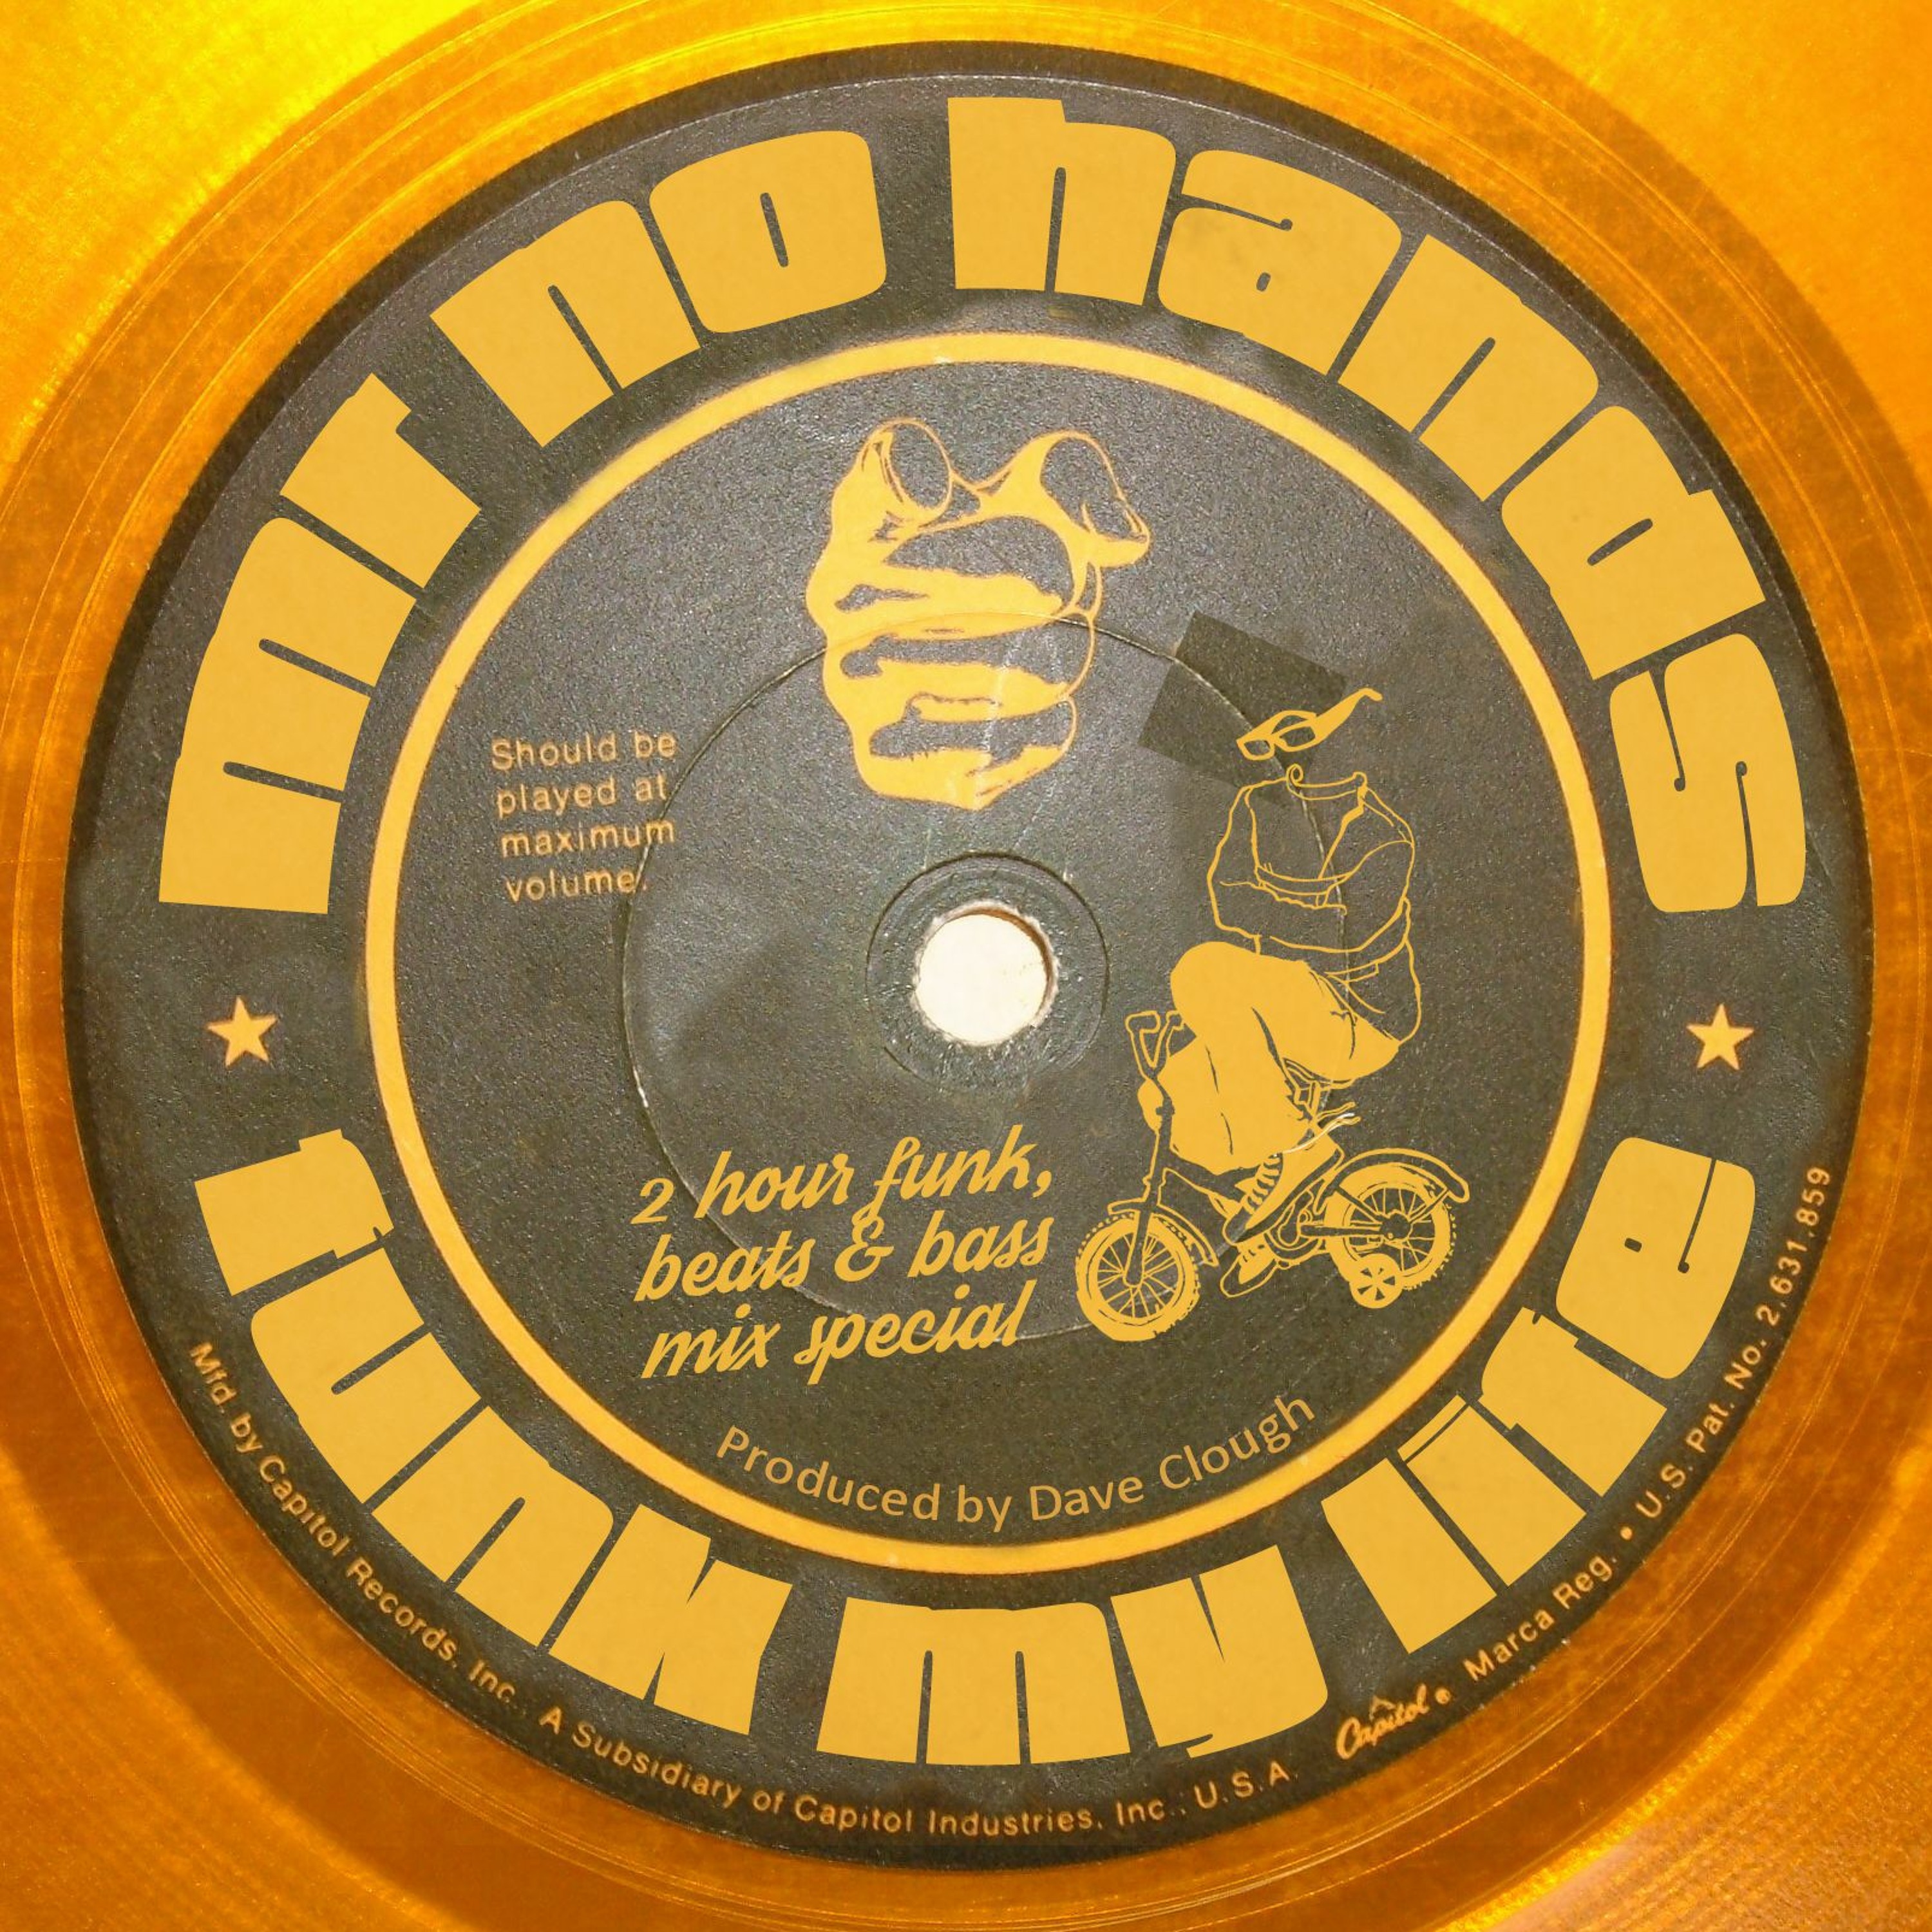 mr no hands
Should be
played at
maximum
volume.
2 hour funk,
beats & bass
mix special
Produced by Dave Clough
funk my life
Mfd. by Capitol Records, Inc., A Subsidiary of Capitol Industries, Inc., U.S.A. Capitol ® Marca Reg. • U.S. Pat. No. 2,631,859